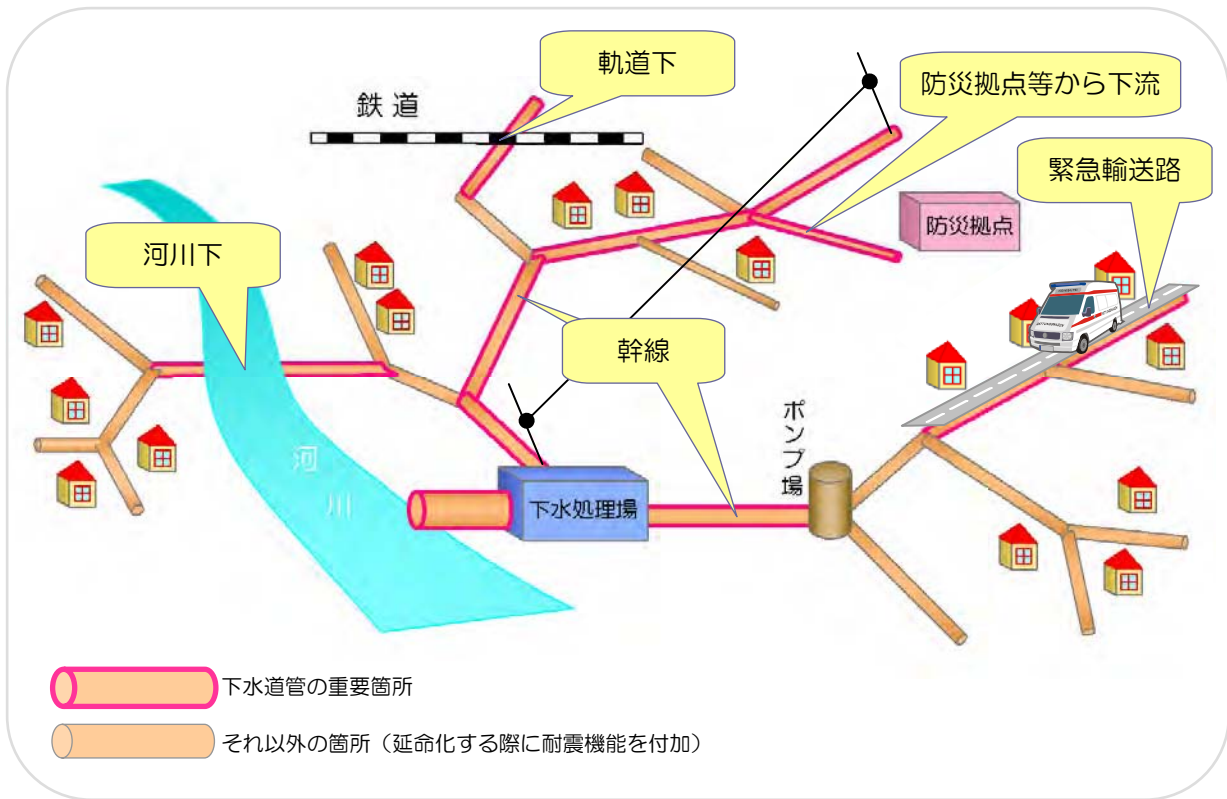 軌道下
鉄道
防災拠点等から下流
緊急輸送路
防災拠点
河川下
幹線
ポンプ場
河川
下水処理場
下水道管の重要箇所
それ以外の箇所（延命化する際に耐震機能を付加）